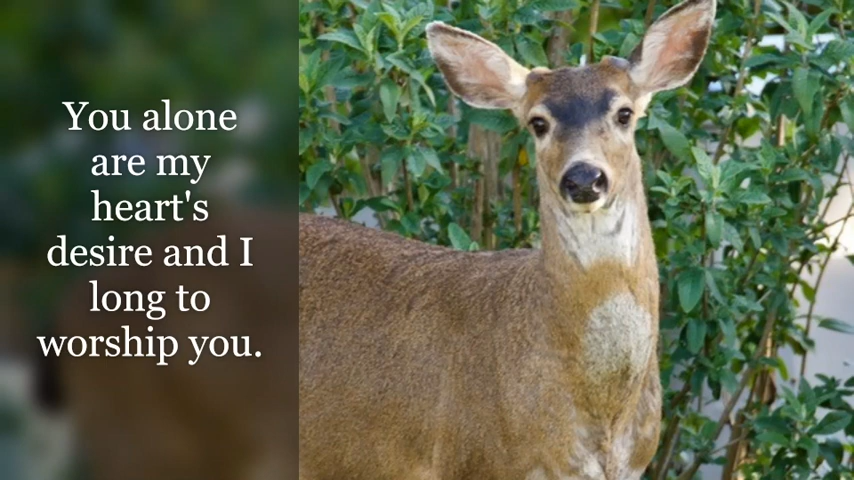 You alone
are my
heart's
desire and I
long to
worship you.